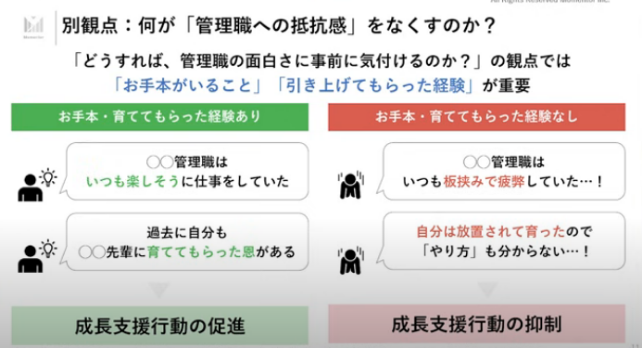 All Rights Reserved Momentor Inc.
別観点：何が「管理職への抵抗感」をなくすのか？
「どうすれば、管理職の面白さに事前に気付けるのか？」の観点では
「お手本がいること」「引き上げてもらった経験」が重要
お手本・育ててもらった経験あり
〇〇管理職は
いつも楽しそうに仕事をしていた
過去に自分も
〇〇先輩に育ててもらった恩がある
成長支援行動の促進
お手本・育ててもらった経験なし
〇〇管理職は
いつも板挟みで疲弊していた…！
自分は放置されて育ったので
「やり方」も分からない…！
成長支援行動の抑制